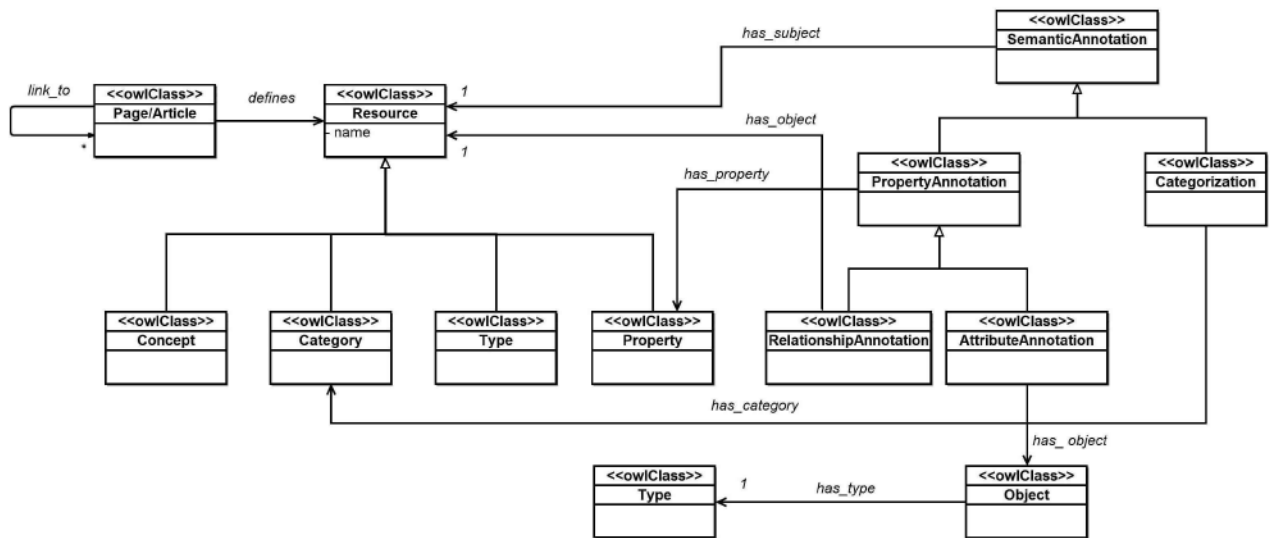 <<owlClass>>
SemanticAnnotation
has_subject
link_to
<<owlClass>>
Page/Article
*
defines
<<owlClass>>
Resource
- name
1
1
has_object
<<owlClass>>
PropertyAnnotation
<<owlClass>>
Categorization
has_property
<<owlClass>>
Concept
<<owlClass>>
Category
<<owlClass>>
Type
<<owlClass>>
Property
<<owlClass>>
RelationshipAnnotation
<<owlClass>>
AttributeAnnotation
has_category
has_ object
<<owlClass>>
Type
1
has_type
<<owlClass>>
Object